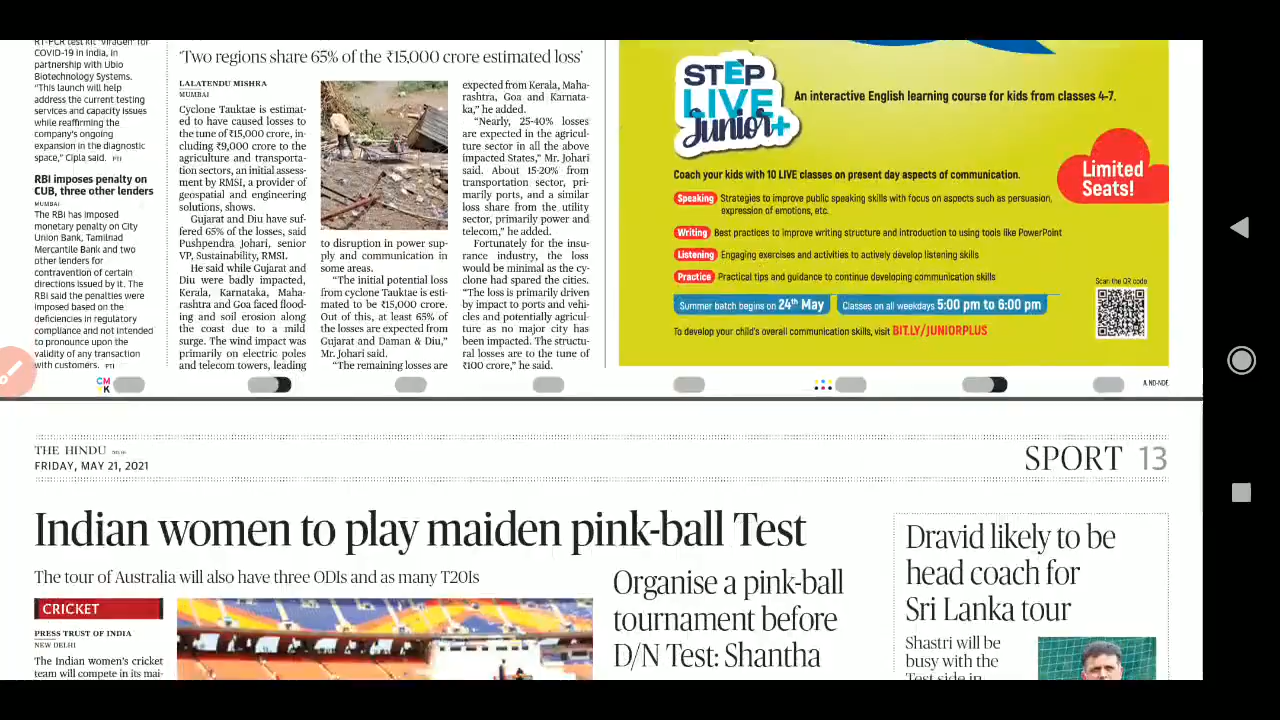 RT-PCR test kit 'ViraGen' for
COVID-19 in India, in
partnership with Ubio
Biotechnology Systems.
"This launch will help
address the current testing
services and capacity issues
while reaffirming the
company's ongoing
expansion in the diagnostic
space," Cipla said. PTI
RBI imposes penalty on
CUB, three other lenders
MUMBAI
The RBI has imposed
monetary penalty on City
Union Bank, Tamilnad
Mercantile Bank and two
other lenders for
contravention of certain
directions issued by it. The
RBI said the penalties were
imposed based on the
deficiencies in regulatory
compliance and not intended
to pronounce upon the
validity of any transaction
with customers. PTI
'Two regions share 65% of the ₹15,000 crore estimated loss'
LALATENDU MISHRA
MUMBAI
Cyclone Tauktae is estimat-
ed to have caused losses to
the tune of ₹15,000 crore, in-
cluding ₹9,000 crore to the
agriculture and transporta-
tion sectors, an initial assess-
ment by RMSI, a provider of
geospatial and engineering
solutions, shows.
Gujarat and Diu have suf-
fered 65% of the losses, said
Pushpendra Johari, senior
VP, Sustainability, RMSI.
He said while Gujarat and
Diu were badly impacted,
Kerala, Karnataka, Maha-
rashtra and Goa faced flood-
ing and soil erosion along
the coast due to a mild
surge. The wind impact was
primarily on electric poles
and telecom towers, leading
to disruption in power sup-
ply and communication in
some areas.
"The initial potential loss
from cyclone Tauktae is esti-
mated to be ₹15,000 crore.
Out of this, at least 65% of
the losses are expected from
Gujarat and Daman & Diu,"
Mr. Johari said.
"The remaining losses are
expected from Kerala, Maha-
rashtra, Goa and Karnata-
ka," he added.
"Nearly, 25-40% losses
are expected in the agricul-
ture sector in all the above
impacted States," Mr. Johari
said. About 15-20% from
transportation sector, pri-
marily ports, and a similar
loss share from the utility
sector, primarily power and
telecom," he added.
Fortunately for the insu-
rance industry, the loss
would be minimal as the cy-
clone had spared the cities.
"The loss is primarily driven
by impact to ports and vehi-
cles and potentially agricul-
ture as no major city has
been impacted. The structu-
ral losses are to the tune of
₹100 crore," he said.
STEP
LIVE
Junior+
An interactive English learning course for kids from classes 4-7.
Limited
Seats!
Coach your kids with 10 LIVE classes on present day aspects of communication.
Speaking Strategies to improve public speaking skills with focus on aspects such as persuasion,
expression of emotions, etc.
Writing Best practices to improve writing structure and introduction to using tools like PowerPoint
Listening Engaging exercises and activities to actively develop listening skills
Practice Practical tips and guidance to continue developing communication skills
Scan the QR code
Summer batch begins on 24th May Classes on all weekdays 5:00 pm to 6:00 pm
To develop your child's overall communication skills, visit BIT.LY/JUNIORPLUS
CM
YK
A ND-NDE
THE HINDU
FRIDAY, MAY 21, 2021
SPORT 13
Indian women to play maiden pink-ball Test
The tour of Australia will also have three ODIs and as many T20Is
CRICKET
PRESS TRUST OF INDIA
NEW DELHI
The Indian women's cricket
team will compete in its mai-
Organise a pink-ball
tournament before
D/N Test: Shantha
Dravid likely to be
head coach for
Sri Lanka tour
Shastri will be
busy with the
Test side in